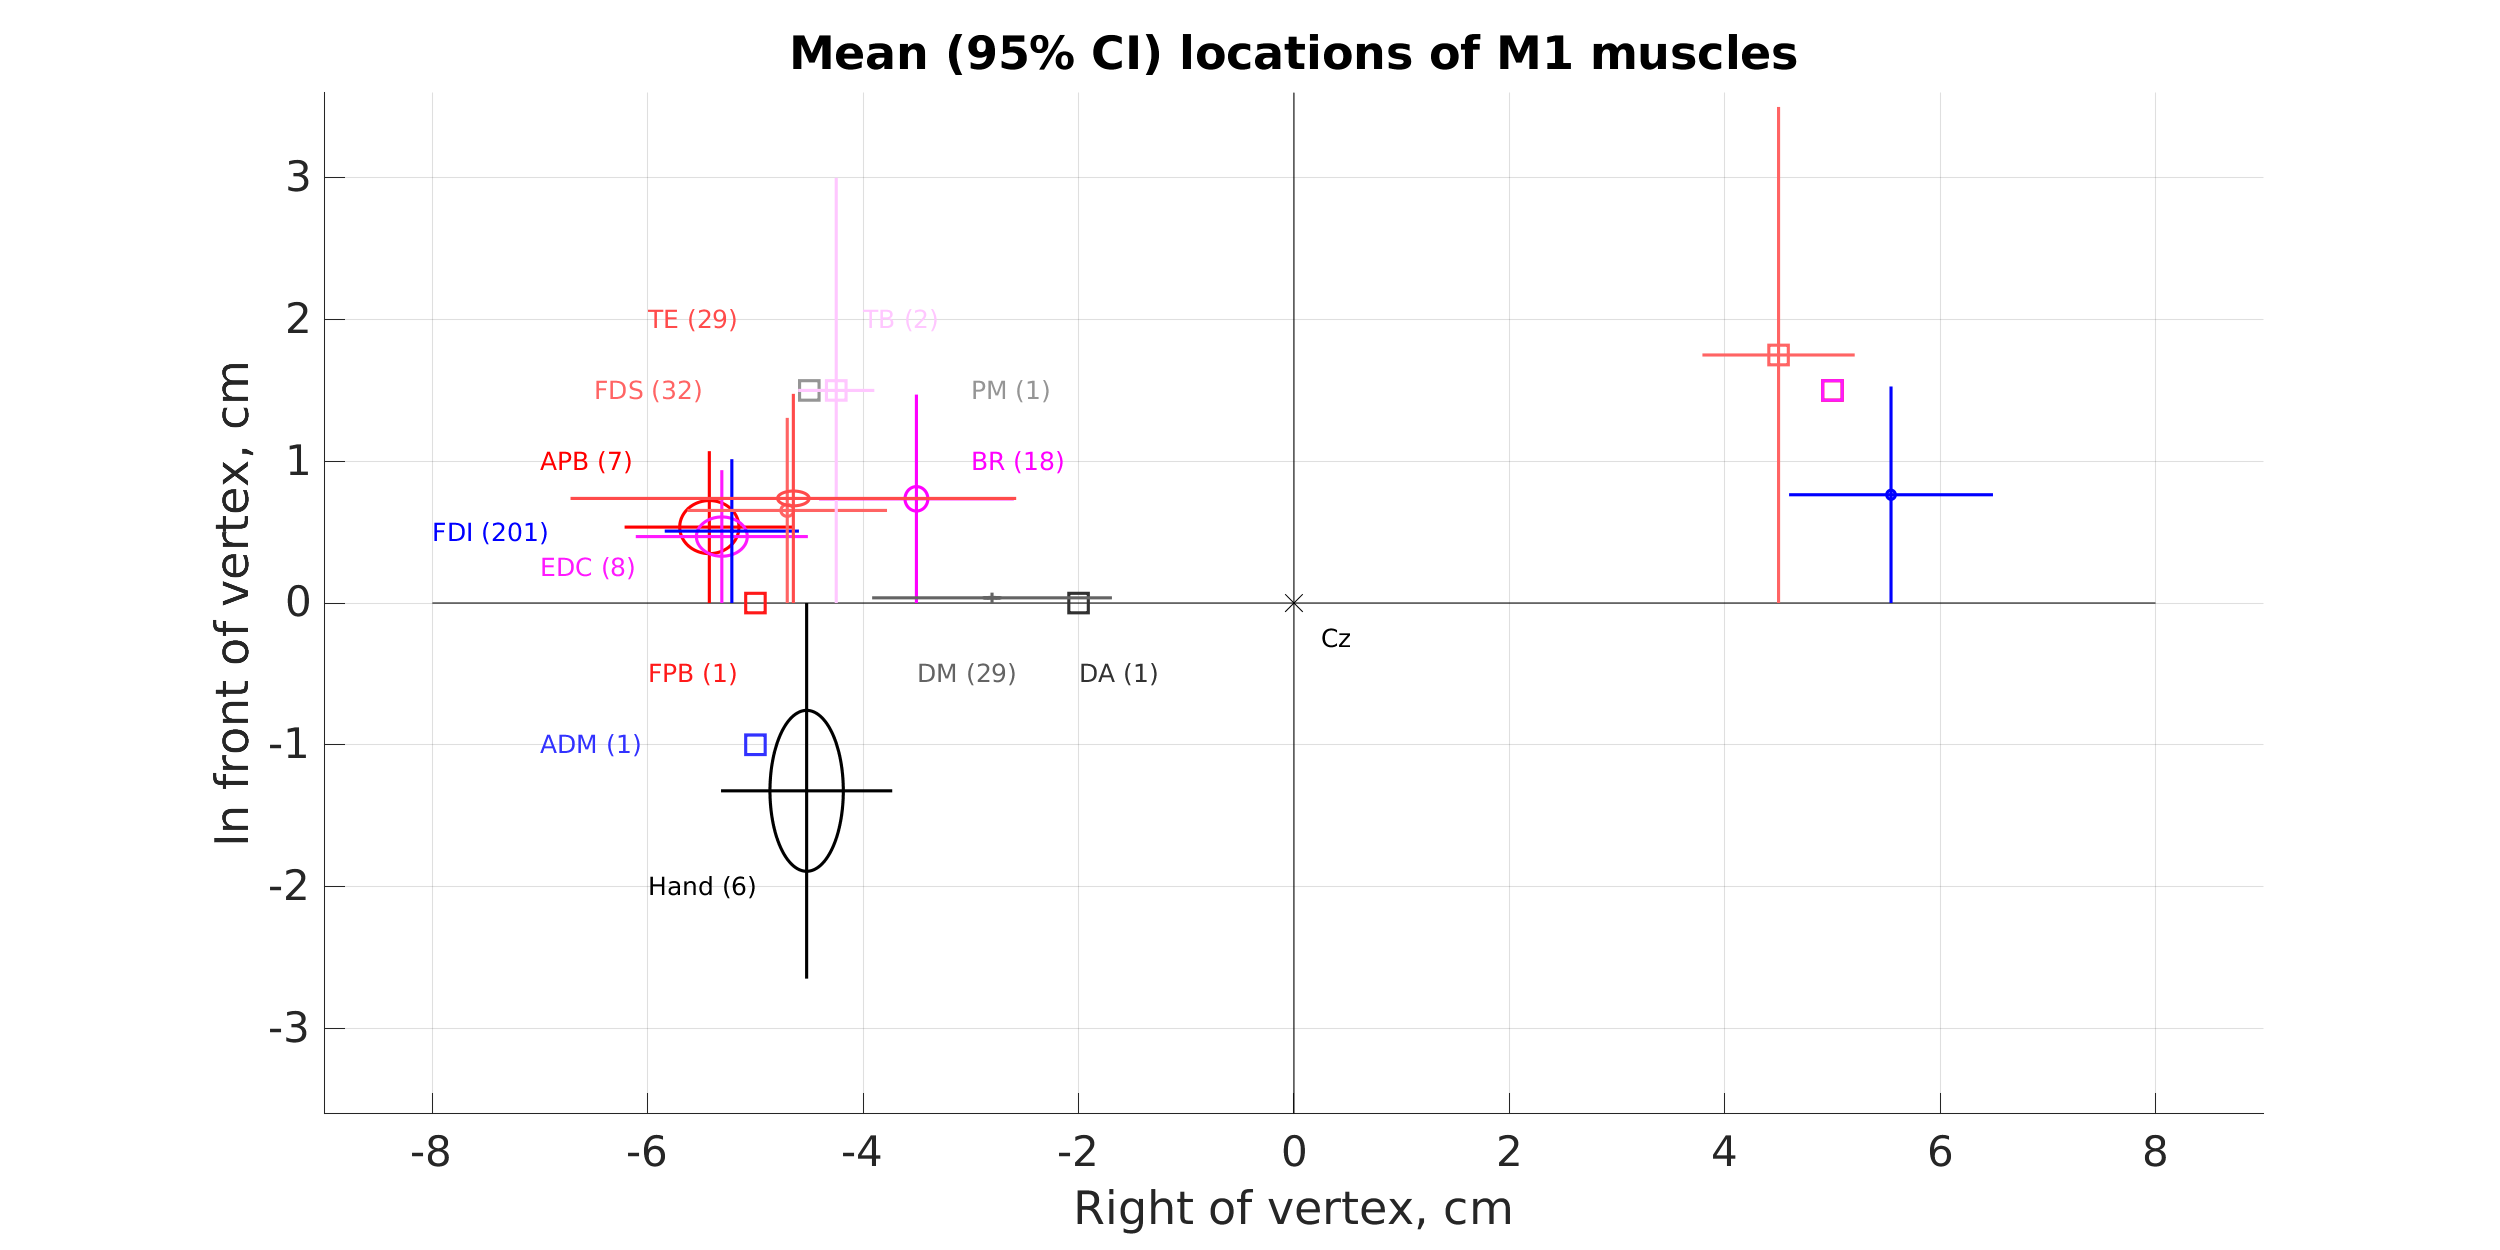 Mean (95% CI) locations of M1 muscles
In front of vertex, cm
3
2
1
0
-1
-2
-3
TE (29)
TB (2)
FDS (32)
PM (1)
APB (7)
BR (18)
FDI (201)
EDC (8)
Cz
FPB (1)
DM (29)
DA (1)
ADM (1)
Hand (6)
-8
-6
-4
-2
0
2
4
6
8
Right of vertex, cm